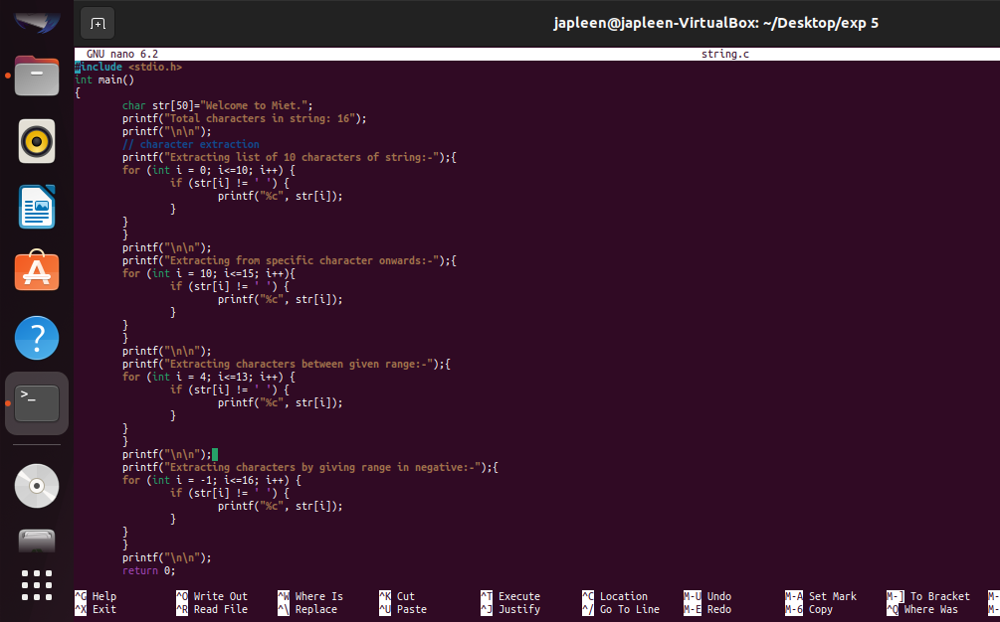 japleen@japleen-VirtualBox: ~/Desktop/exp 5
GNU nano 6.2 string.c
#include <stdio.h>
int main()
{
char str[50]="Welcome to Miet.";
printf("Total characters in string: 16");
printf("\n\n");
// character extraction
printf("Extracting list of 10 characters of string:-");{
for (int i = 0; i<=10; i++) {
if (str[i] != ' ') {
printf("%c", str[i]);
}
}
}
printf("\n\n");
printf("Extracting from specific character onwards:-");{
for (int i = 10; i<=15; i++){
if (str[i] != ' ') {
printf("%c", str[i]);
}
}
}
printf("\n\n");
printf("Extracting characters between given range:-");{
for (int i = 4; i<=13; i++) {
if (str[i] != ' ') {
printf("%c", str[i]);
}
}
}
printf("\n\n");
printf("Extracting characters by giving range in negative:-");{
for (int i = -1; i<=16; i++) {
if (str[i] != ' ') {
printf("%c", str[i]);
}
}
}
printf("\n\n");
return 0;
^G Help ^O Write Out ^W Where Is ^K Cut ^T Execute ^C Location M-U Undo M-A Set Mark M-] To Bracket M-
^X Exit ^R Read File ^\ Replace ^U Paste ^J Justify ^/ Go To Line M-E Redo M-6 Copy ^Q Where Was M-